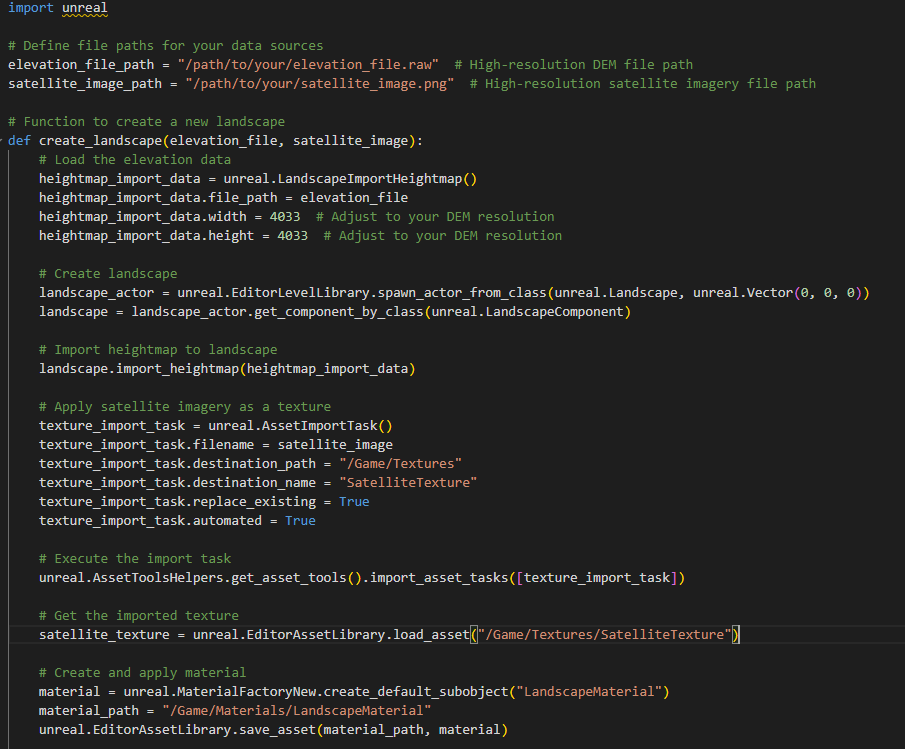 import unreal
# Define file paths for your data sources
elevation_file_path = "/path/to/your/elevation_file.raw"  # High-resolution DEM file path
satellite_image_path = "/path/to/your/satellite_image.png"  # High-resolution satellite imagery file path
# Function to create a new landscape
def create_landscape(elevation_file, satellite_image):
    # Load the elevation data
    heightmap_import_data = unreal.LandscapeImportHeightmap()
    heightmap_import_data.file_path = elevation_file
    heightmap_import_data.width = 4033  # Adjust to your DEM resolution
    heightmap_import_data.height = 4033  # Adjust to your DEM resolution
    # Create landscape
    landscape_actor = unreal.EditorLevelLibrary.spawn_actor_from_class(unreal.Landscape, unreal.Vector(0, 0, 0))
    landscape = landscape_actor.get_component_by_class(unreal.LandscapeComponent)
    # Import heightmap to landscape
    landscape.import_heightmap(heightmap_import_data)
    # Apply satellite imagery as a texture
    texture_import_task = unreal.AssetImportTask()
    texture_import_task.filename = satellite_image
    texture_import_task.destination_path = "/Game/Textures"
    texture_import_task.destination_name = "SatelliteTexture"
    texture_import_task.replace_existing = True
    texture_import_task.automated = True
    # Execute the import task
    unreal.AssetToolsHelpers.get_asset_tools().import_asset_tasks([texture_import_task])
    # Get the imported texture
    satellite_texture = unreal.EditorAssetLibrary.load_asset("/Game/Textures/SatelliteTexture")
    # Create and apply material
    material = unreal.MaterialFactoryNew.create_default_subobject("LandscapeMaterial")
    material_path = "/Game/Materials/LandscapeMaterial"
    unreal.EditorAssetLibrary.save_asset(material_path, material)